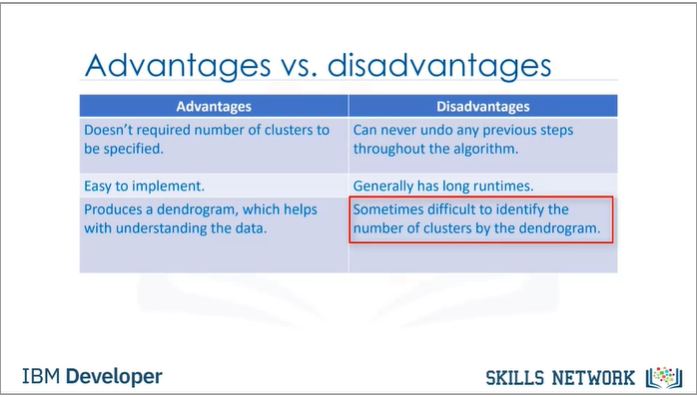 Advantages vs. disadvantages
Advantages
Disadvantages
Doesn't required number of clusters to
be specified.
Can never undo any previous steps
throughout the algorithm.
Easy to implement.
Generally has long runtimes.
Produces a dendrogram, which helps
with understanding the data.
Sometimes difficult to identify the
number of clusters by the dendrogram.
IBM Developer
SKILLS NETWORK